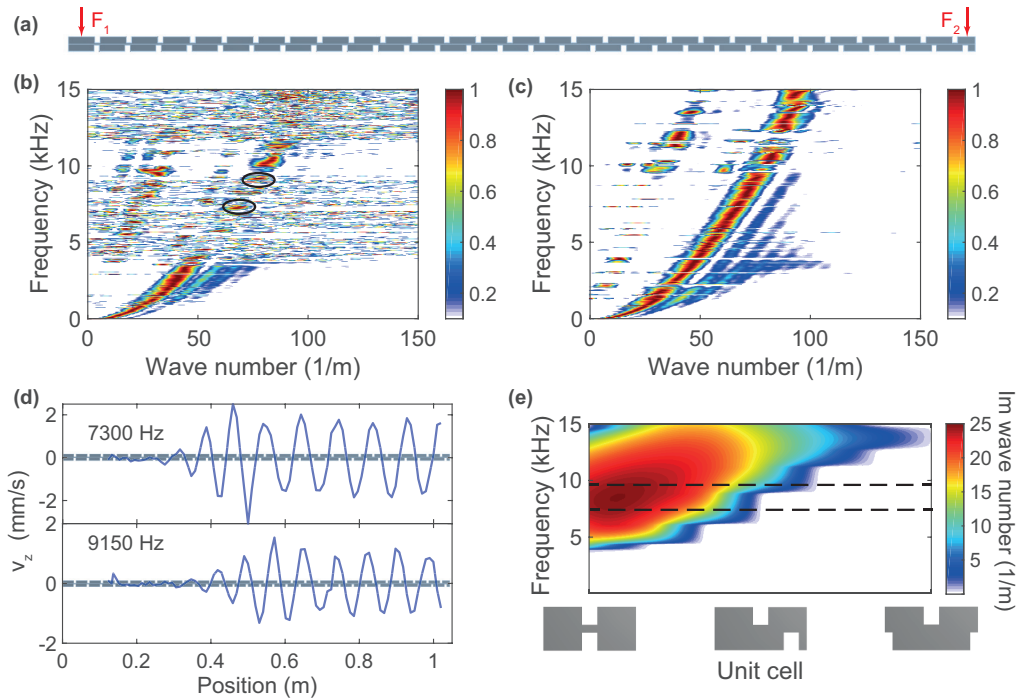 (a)
F1
F2
(b)
(c)
15
10
5
0
Frequency (kHz)
0 50 100 150
Wave number (1/m)
1
0.8
0.6
0.4
0.2
15
10
5
0
Frequency (kHz)
0 50 100 150
Wave number (1/m)
1
0.8
0.6
0.4
0.2
(d)
7300 Hz
9150 Hz
2
0
-2
2
0
-2
vz (mm/s)
0 0.2 0.4 0.6 0.8 1
Position (m)
(e)
15
10
5
Frequency (kHz)
Unit cell
25
20
15
10
5
0
Im wave number (1/m)